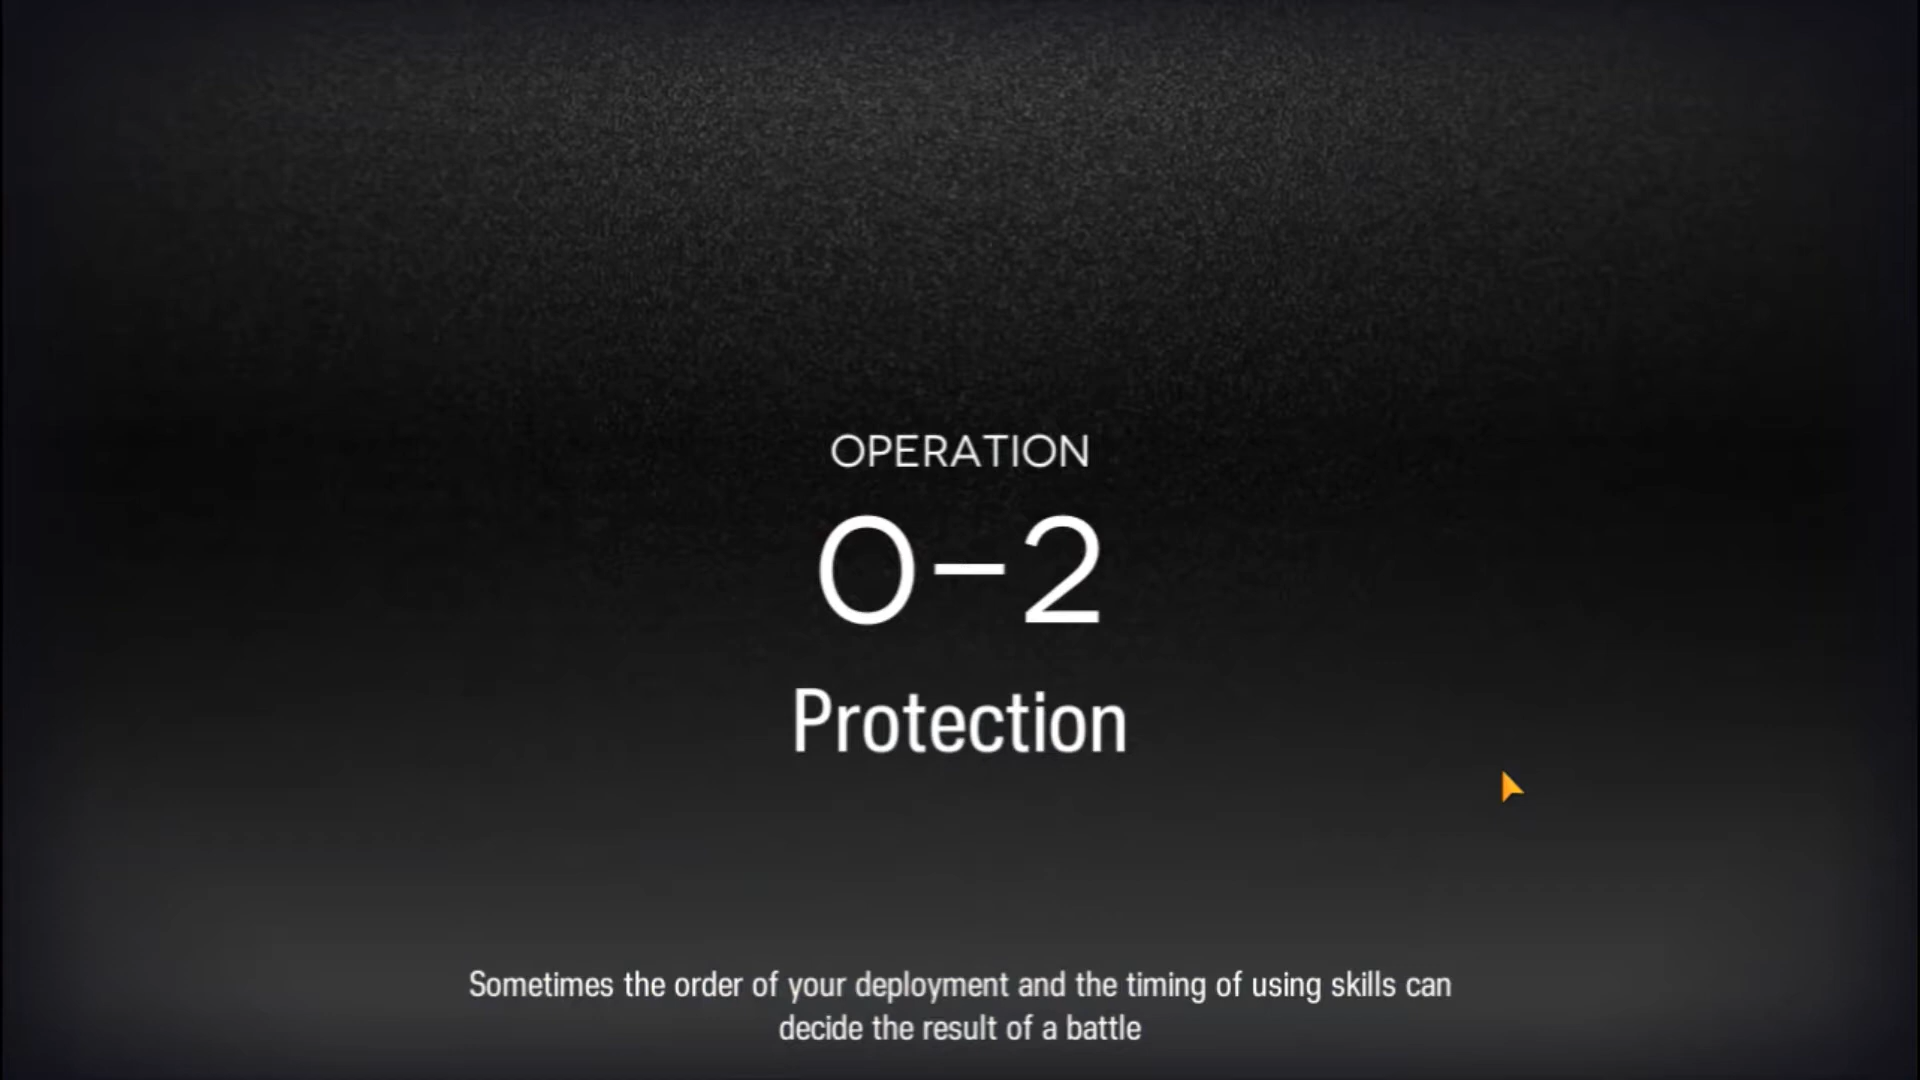 OPERATION
0-2
Protection
Sometimes the order of your deployment and the timing of using skills can
decide the result of a battle